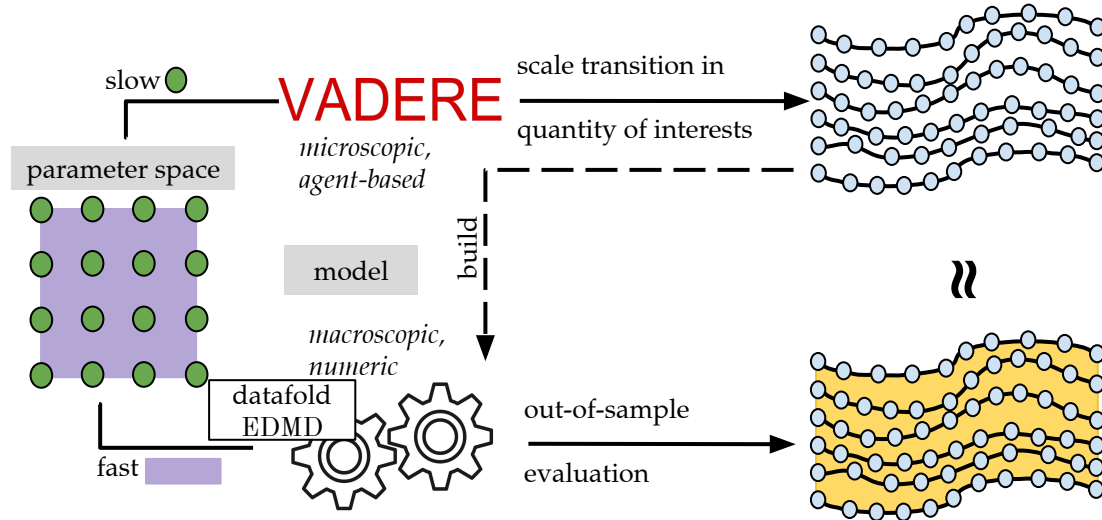 slow
VADERE
scale transition in
quantity of interests
microscopic,
agent-based
parameter space
build
model
macroscopic,
numeric
datafold
EDMD
out-of-sample
evaluation
fast
≈